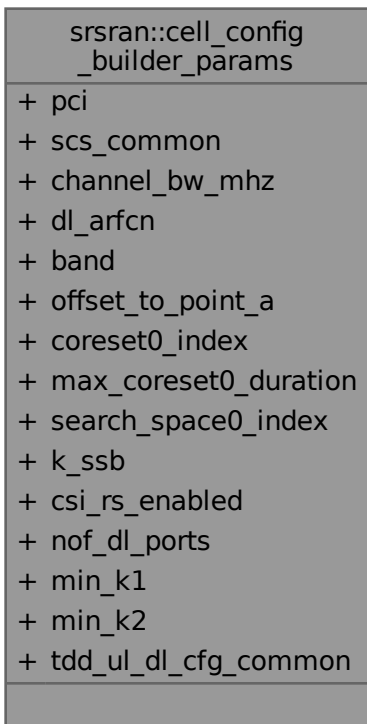 srsran::cell_config
_builder_params
+ pci
+ scs_common
+ channel_bw_mhz
+ dl_arfcn
+ band
+ offset_to_point_a
+ coreset0_index
+ max_coreset0_duration
+ search_space0_index
+ k_ssb
+ csi_rs_enabled
+ nof_dl_ports
+ min_k1
+ min_k2
+ tdd_ul_dl_cfg_common